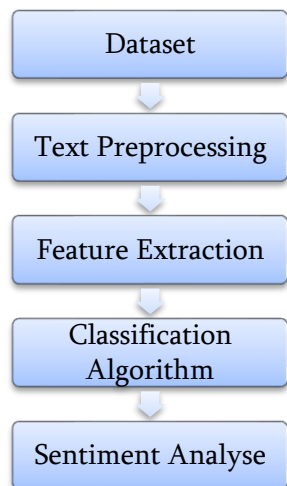 Dataset
Text Preprocessing
Feature Extraction
Classification
Algorithm
Sentiment Analyse